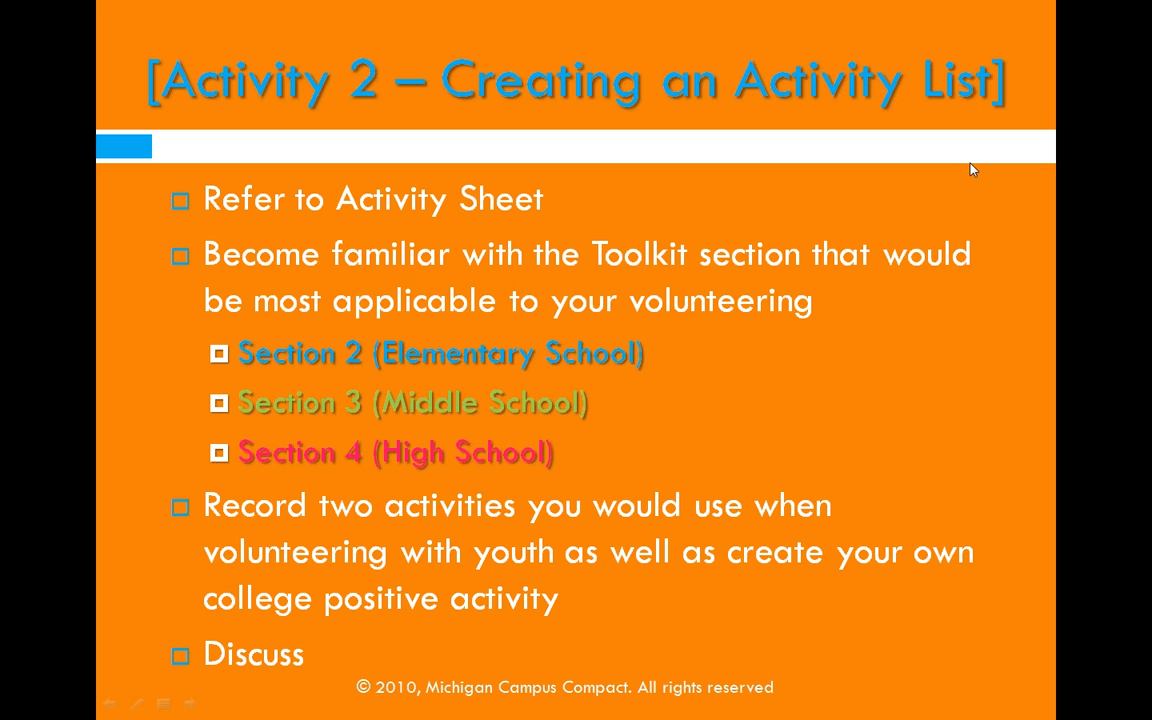 [Activity 2 – Creating an Activity List]
Refer to Activity Sheet
Become familiar with the Toolkit section that would
be most applicable to your volunteering
Section 2 (Elementary School)
Section 3 (Middle School)
Section 4 (High School)
Record two activities you would use when
volunteering with youth as well as create your own
college positive activity
Discuss
© 2010, Michigan Campus Compact. All rights reserved